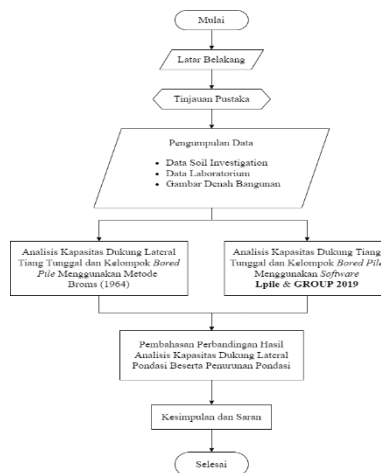 Mulai
Latar Belakang
Tinjauan Pustaka
Pengumpulan Data
• Data Soil Investigation
• Data Laboratorium
• Gambar Denah Bangunan
Analisis Kapasitas Dukung Lateral
Tiang Tunggal dan Kelompok Bored
Pile Menggunakan Metode
Broms (1964)
Analisis Kapasitas Dukung Tiang
Tunggal dan Kelompok Bored Pile
Menggunakan Software
Lpile & GROUP 2019
Pembahasan Perbandingan Hasil
Analisis Kapasitas Dukung Lateral
Pondasi Beserta Penurunan Pondasi
Kesimpulan dan Saran
Selesai